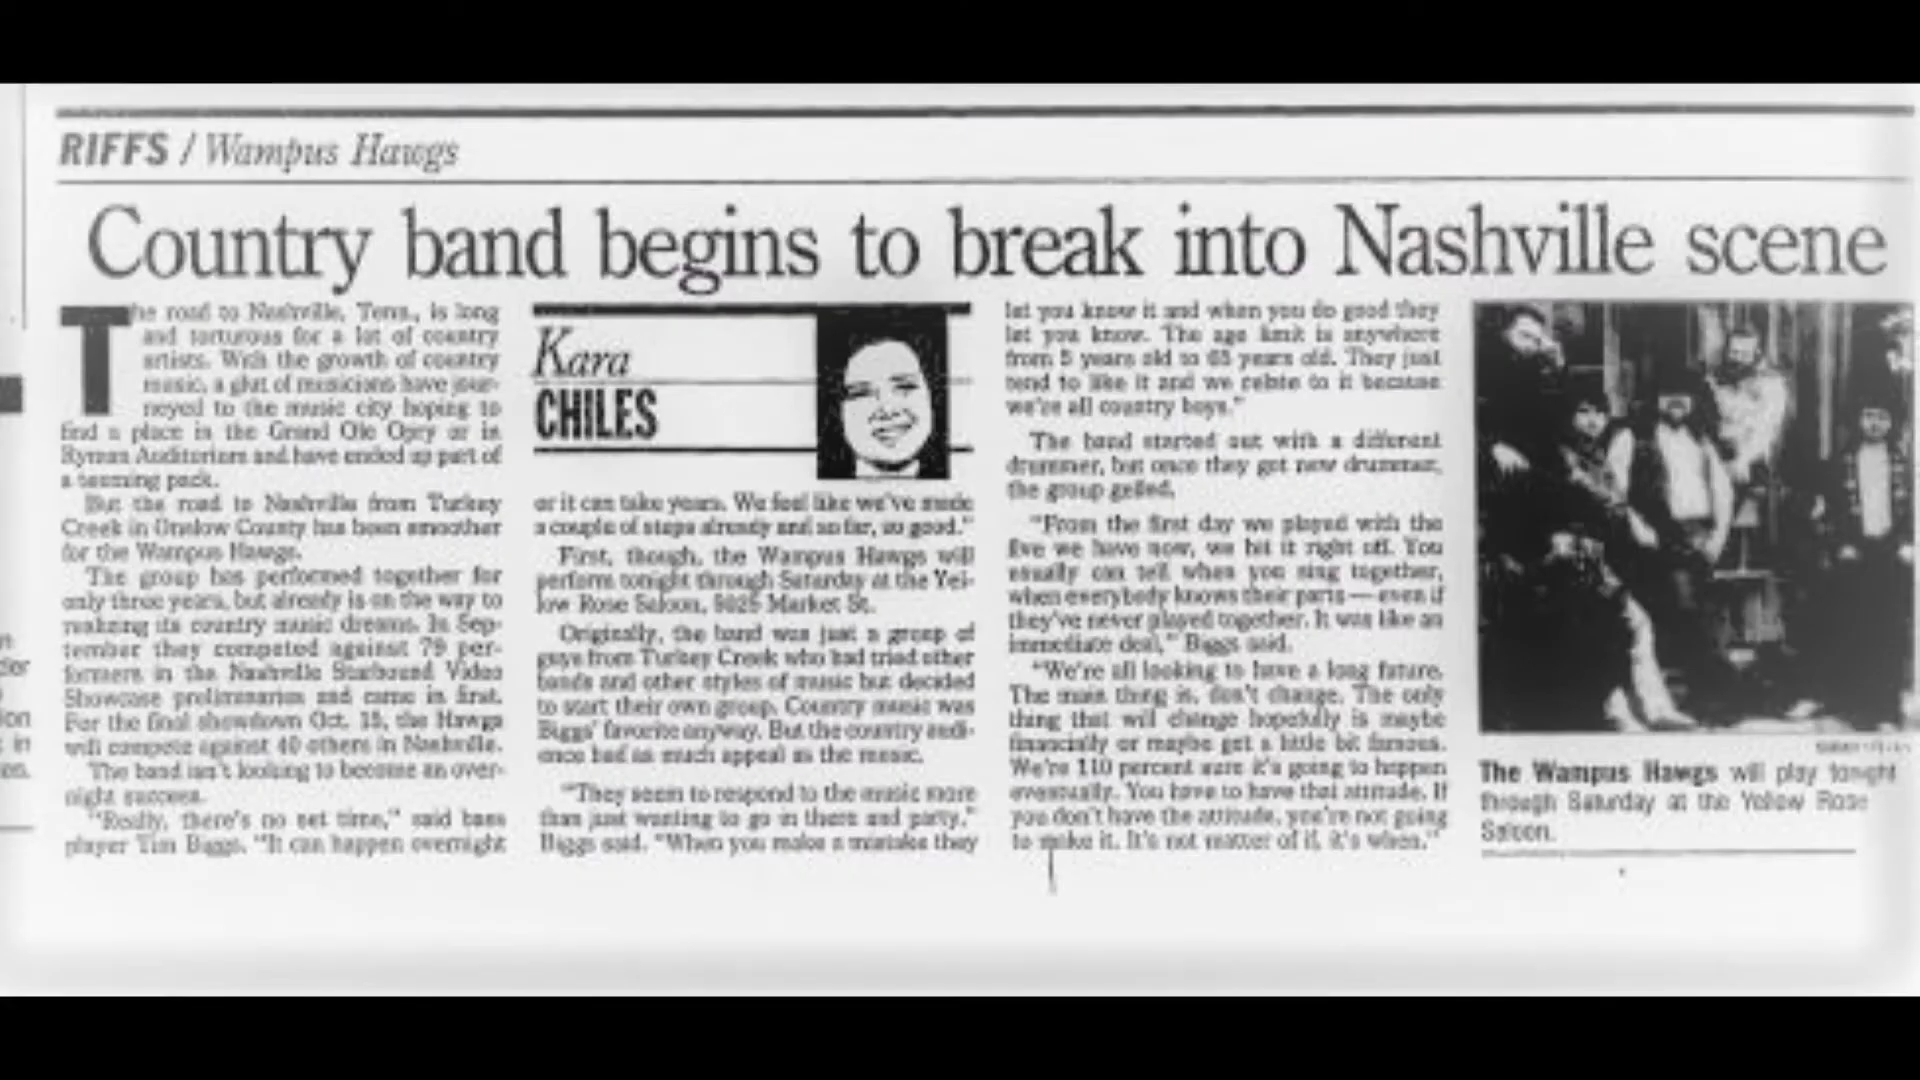 RIFFS / Wampus Hawgs
Country band begins to break into Nashville scene
The road to Nashville, Tenn., is long
and torturous for a lot of country
artists. With the growth of country
music, a glut of musicians have jour-
neyed to the music city hoping to
find a place in the Grand Ole Opry or in
Ryman Auditorium and have ended up part of
a teeming pack.
But the road to Nashville from Turkey
Creek in Onslow County has been smoother
for the Wampus Hawgs.
The group has performed together for
only three years, but already is on the way to
realizing its country music dreams. In Sep-
tember they competed against 79 per-
formers in the Nashville Starbound Video
Showcase preliminaries and came in first.
For the final showdown Oct. 15, the Hawgs
will compete against 40 others in Nashville.
The band isn't looking to become an over-
night success.
"Really, there's no set time," said bass
player Tim Biggs. "It can happen overnight
Kara
CHILES
or it can take years. We feel like we've made
a couple of steps already and so far, so good."
First, though, the Wampus Hawgs will
perform tonight through Saturday at the Yel-
low Rose Saloon, 5025 Market St.
Originally, the band was just a group of
guys from Turkey Creek who had tried other
bands and other styles of music but decided
to start their own group. Country music was
Biggs' favorite anyway. But the country audi-
ence had as much appeal as the music.
"They seem to respond to the music more
than just wanting to go in there and party,"
Biggs said. "When you make a mistake they
let you know it and when you do good they
let you know. The age limit is anywhere
from 5 years old to 65 years old. They just
tend to like it and we relate to it because
we're all country boys."
The band started out with a different
drummer, but once they got new drummer,
the group gelled.
"From the first day we played with the
five we have now, we hit it right off. You
usually can tell when you sing together,
when everybody knows their parts — even if
they've never played together. It was like an
immediate deal," Biggs said.
"We're all looking to have a long future.
The main thing is, don't change. The only
thing that will change hopefully is maybe
financially or maybe get a little bit famous.
We're 110 percent sure it's going to happen
eventually. You have to have that attitude. If
you don't have the attitude, you're not going
to make it. It's not matter of if, it's when."
The Wampus Hawgs will play tonight
through Saturday at the Yellow Rose
Saloon.